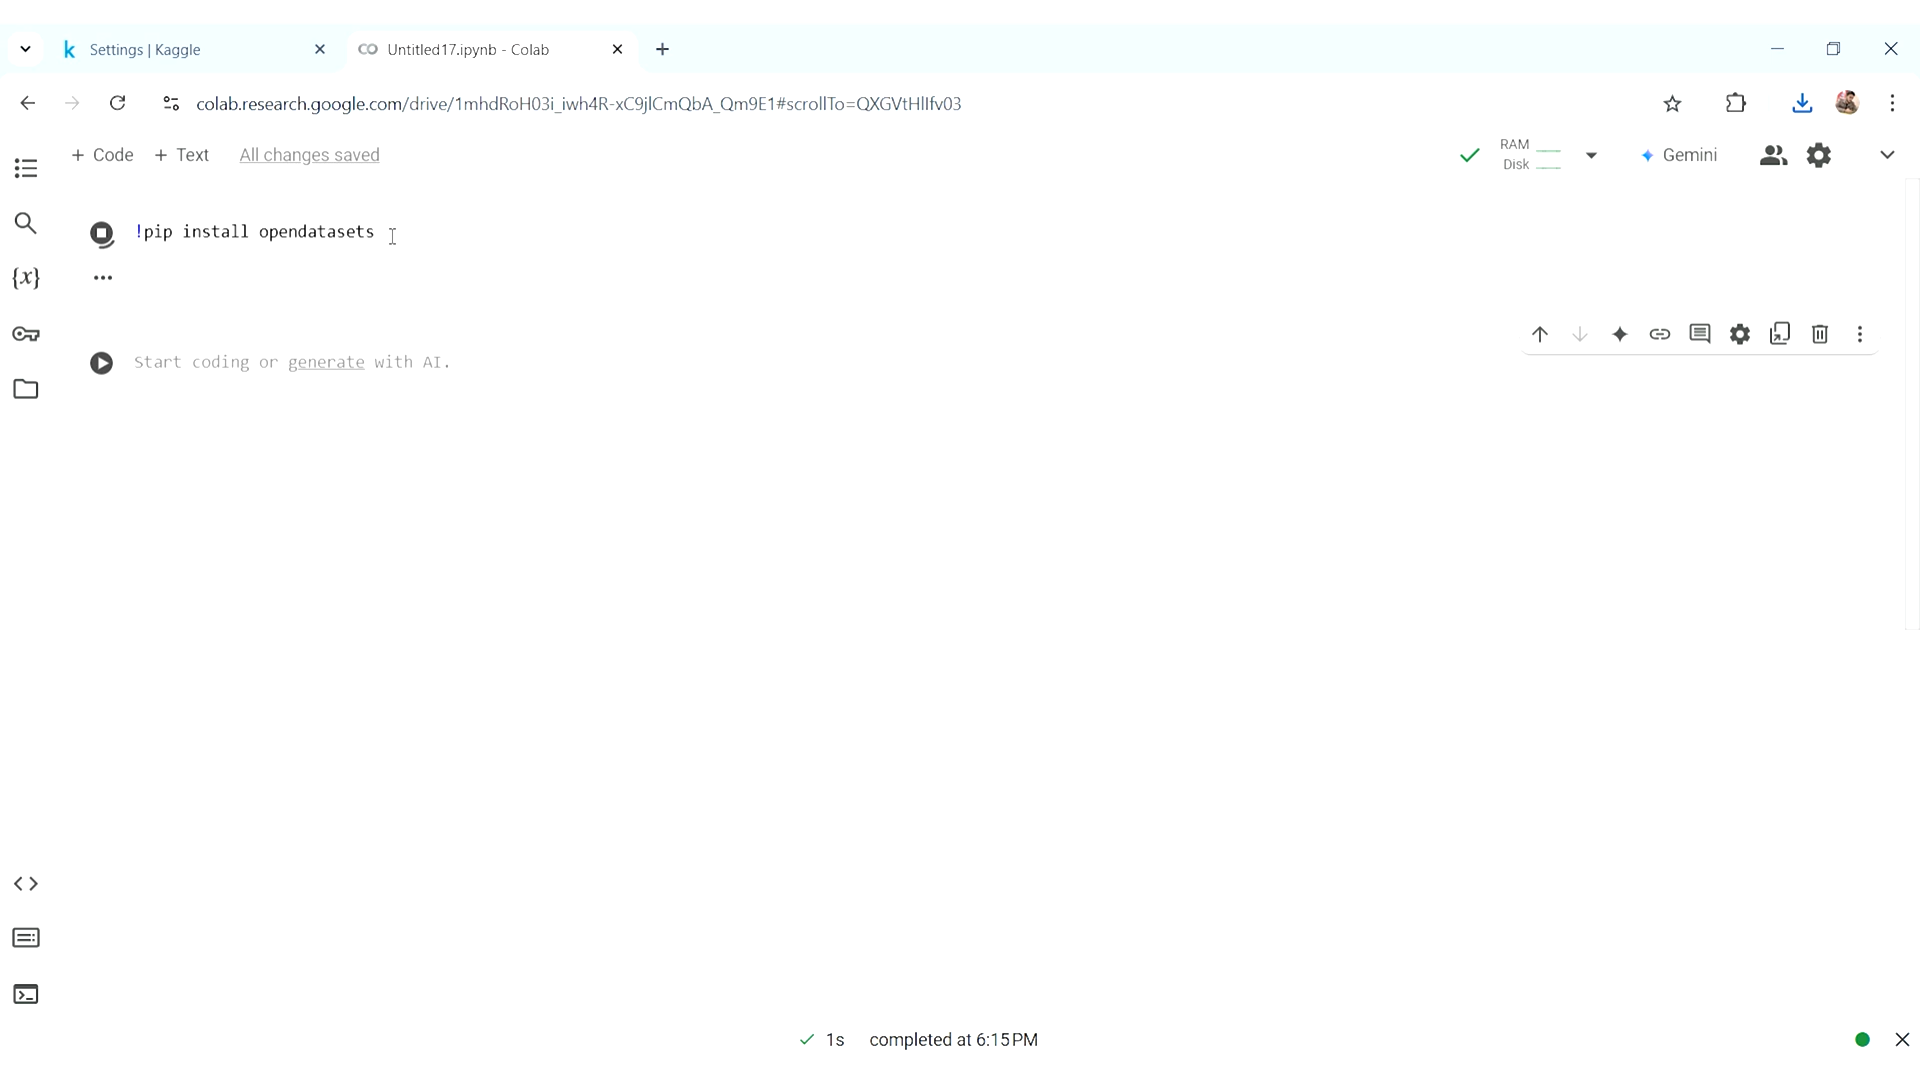 Settings | Kaggle
Untitled17.ipynb - Colab
colab.research.google.com/drive/1mhdRoH03i_iwh4R-xC9jlCmQbA_Qm9E1#scrollTo=QXGVtHlIfv03
+ Code + Text All changes saved
RAM
Disk
Gemini
!pip install opendatasets
Start coding or generate with AI.
1s completed at 6:15 PM